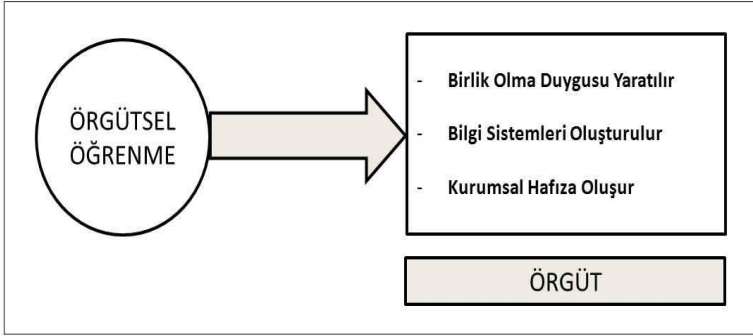 ÖRGÜTSEL
ÖĞRENME
- Birlik Olma Duygusu Yaratılır
- Bilgi Sistemleri Oluşturulur
- Kurumsal Hafıza Oluşur
ÖRGÜT